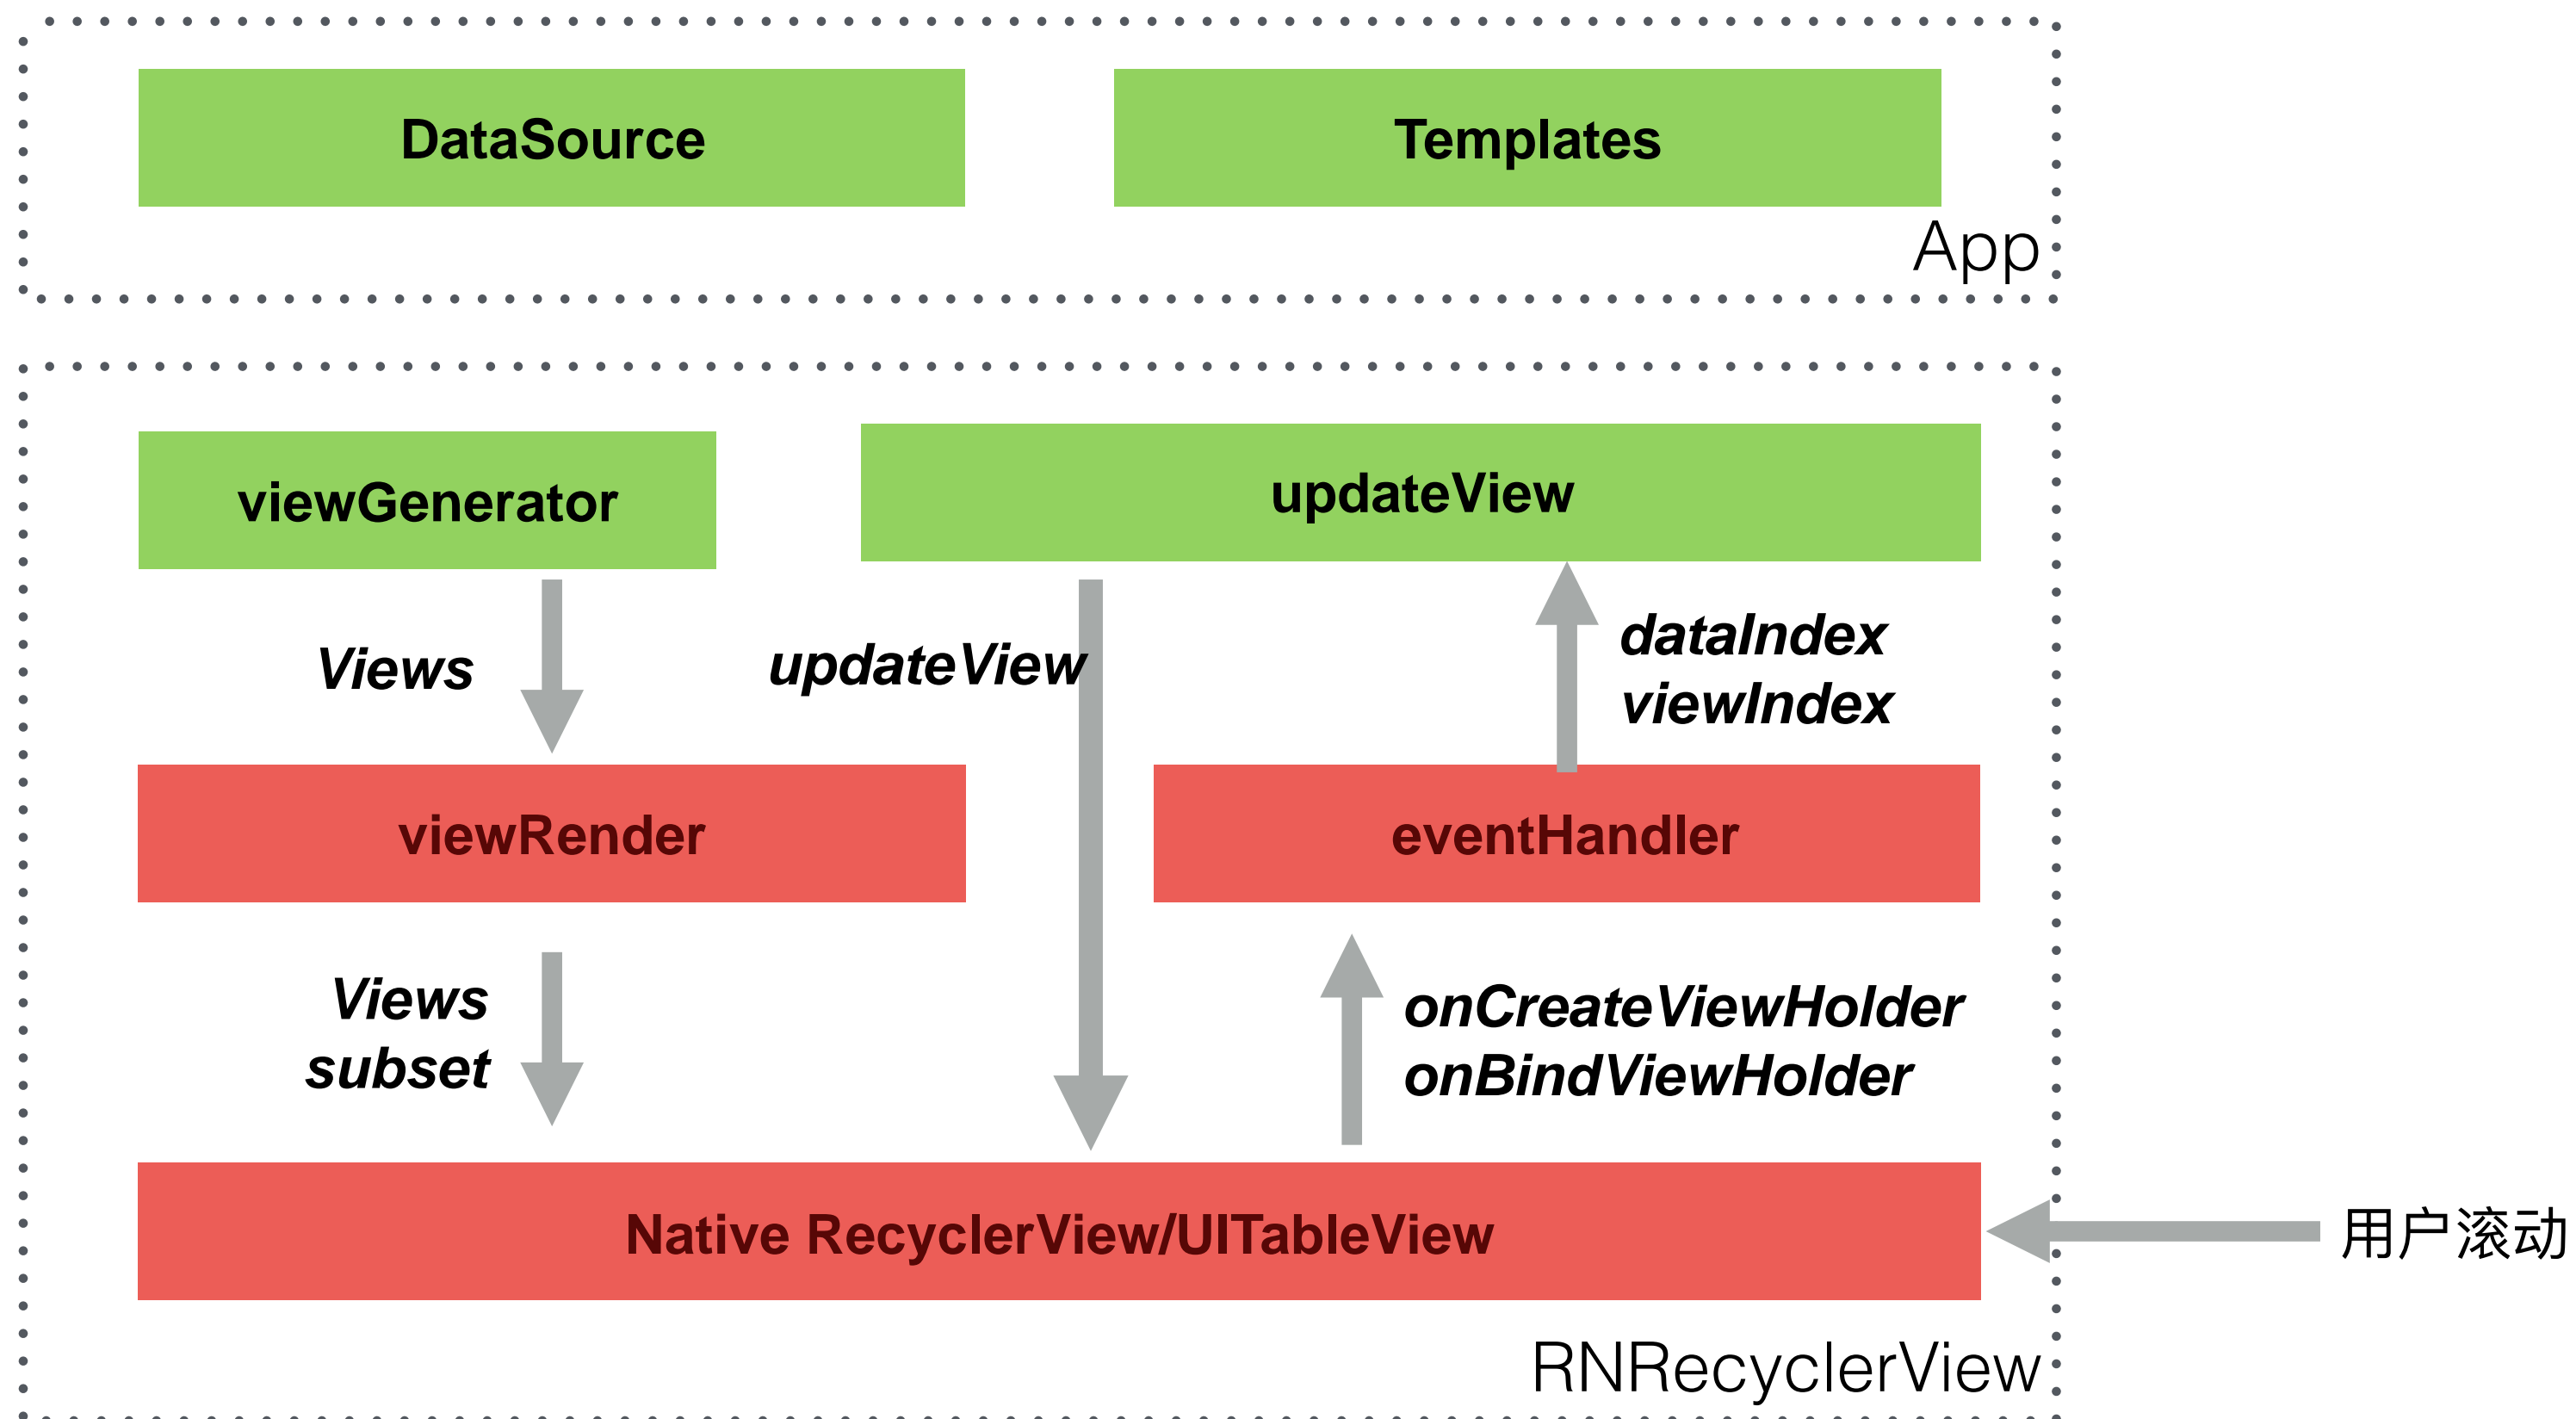 DataSource
Templates
App
viewGenerator
updateView
Views
updateView
dataIndex
viewIndex
viewRender
eventHandler
Views
subset
onCreateViewHolder
onBindViewHolder
Native RecyclerView/UITableView
用户滚动
RNRecyclerView